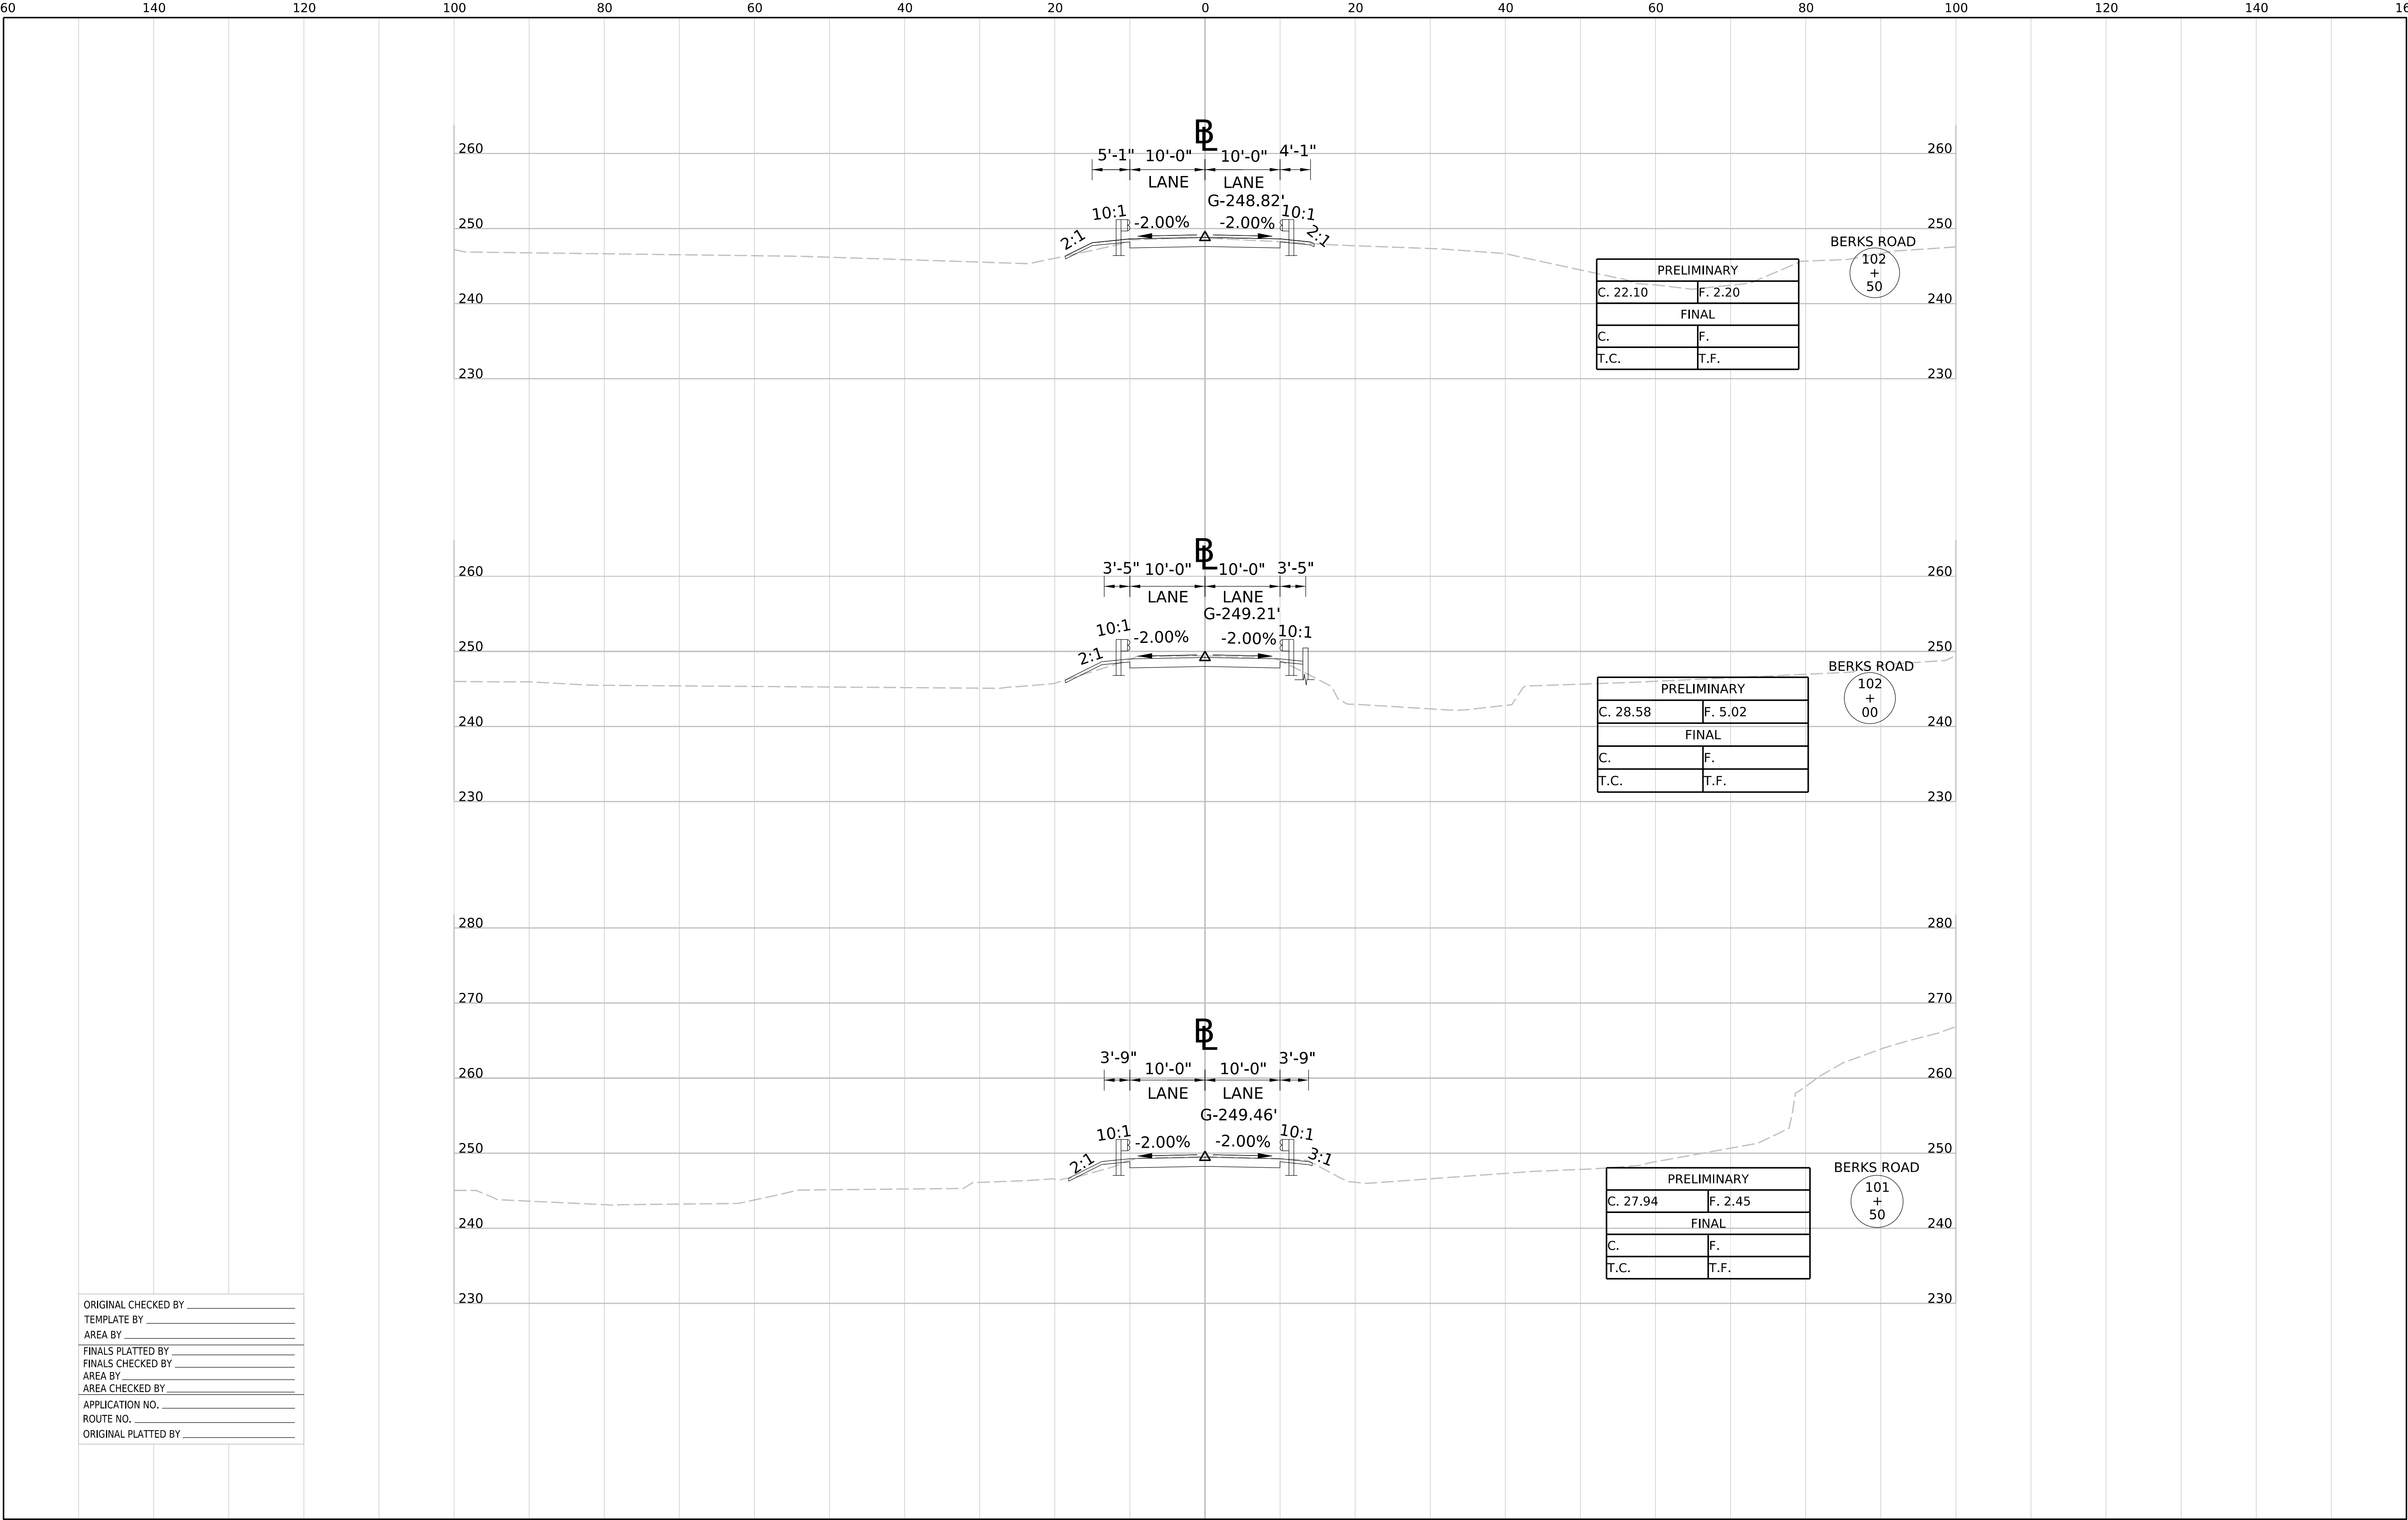 60 140 120 100 80 60 40 20 0 20 40 60 80 100 120 140 16
260 260
5'-1" 10'-0" 10'-0" 4'-1"
LANE LANE
G-248.82'
10:1 -2.00% -2.00% 10:1
250 250
2:1 2:1
BERKS ROAD
102
+
50
PRELIMINARY
C. 22.10 F. 2.20
FINAL
C. F.
T.C. T.F.
240 240
230 230
BL
BL
260 260
3'-5" 10'-0" 10'-0" 3'-5"
LANE LANE
G-249.21'
10:1 -2.00% -2.00% 10:1
250 250
2:1
BERKS ROAD
102
+
00
PRELIMINARY
C. 28.58 F. 5.02
FINAL
C. F.
T.C. T.F.
240 240
230 230
280 280
270 270
BL
3'-9" 10'-0" 10'-0" 3'-9"
260 260
LANE LANE
G-249.46'
10:1 -2.00% -2.00% 10:1
250 250
2:1 3:1
BERKS ROAD
101
+
50
PRELIMINARY
C. 27.94 F. 2.45
FINAL
C. F.
T.C. T.F.
240 240
230 230
ORIGINAL CHECKED BY
TEMPLATE BY
AREA BY
FINALS PLATTED BY
FINALS CHECKED BY
AREA BY
AREA CHECKED BY
APPLICATION NO.
ROUTE NO.
ORIGINAL PLATTED BY